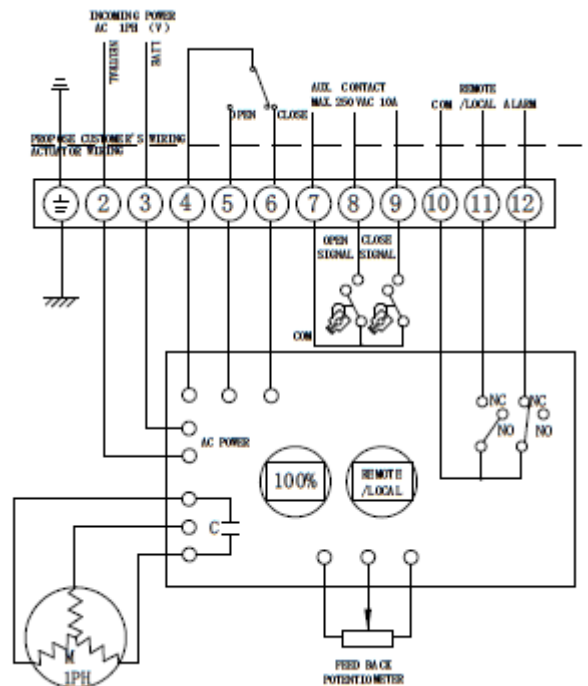 INCOMING POWER
AC 1PH (V)
NEUTRAL
LIVE
OPEN
CLOSE
AUX. CONTACT
MAX. 250VAC 10A
REMOTE
COM /LOCAL ALARM
PROPOSE CUSTOMER'S WIRING
ACTUATOR WIRING
2 3 4 5 6 7 8 9 10 11 12
OPEN CLOSE
SIGNAL SIGNAL
COM
NC NC
NO NO
AC POWER
100%
REMOTE
/LOCAL
C
M
1PH
FEED BACK
POTENTIOMETER